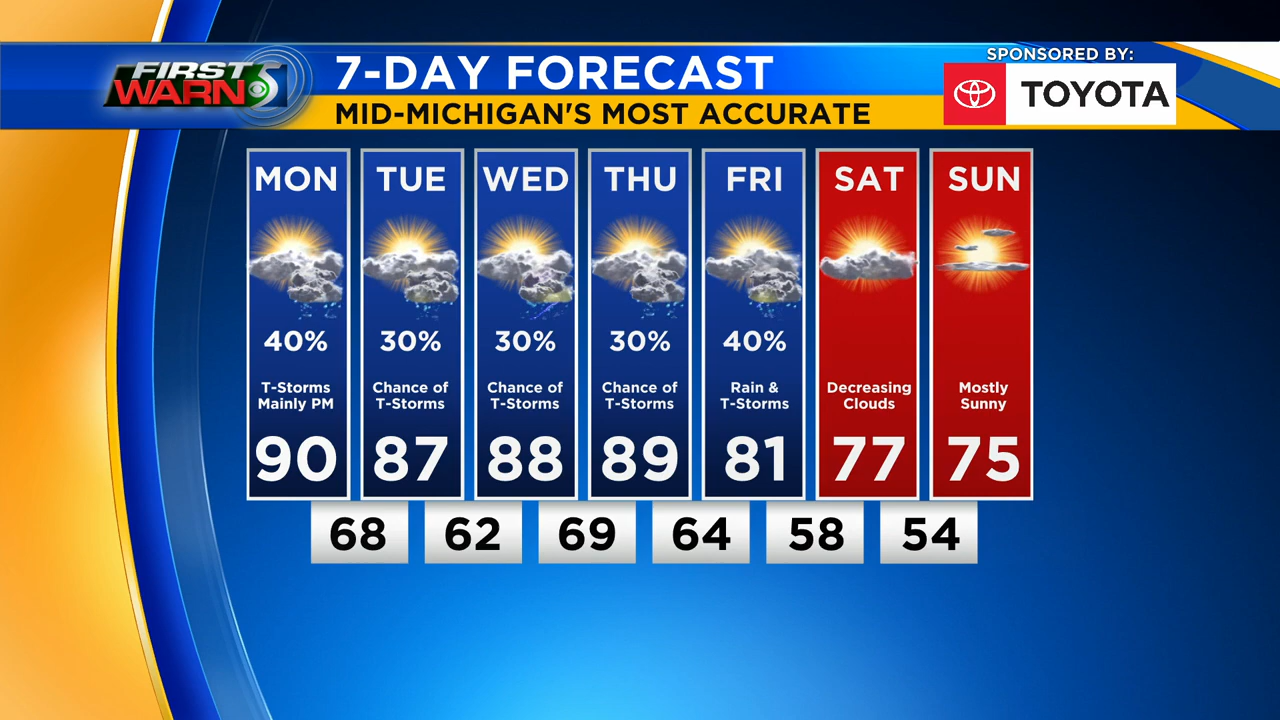 SPONSORED BY:
FIRST
WARN 5
7-DAY FORECAST
TOYOTA
MID-MICHIGAN'S MOST ACCURATE
MON TUE WED THU FRI SAT SUN
40% 30% 30% 30% 40%
T-Storms Chance of Chance of Chance of Rain & Decreasing Mostly
Mainly PM T-Storms T-Storms T-Storms T-Storms Clouds Sunny
90 87 88 89 81 77 75
68 62 69 64 58 54